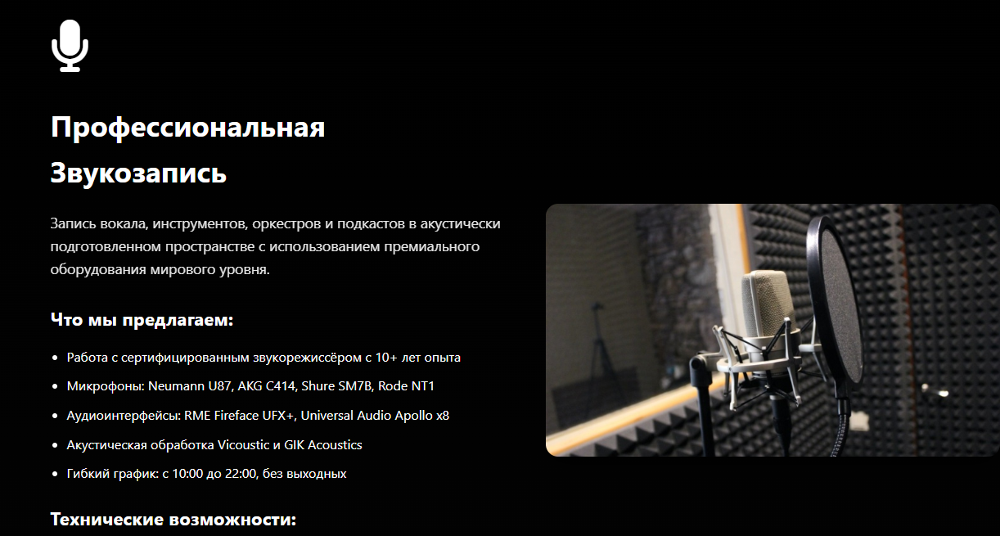 Профессиональная
Звукозапись
Запись вокала, инструментов, оркестров и подкастов в акустически
подготовленном пространстве с использованием премиального
оборудования мирового уровня.
Что мы предлагаем:
Работа с сертифицированным звукорежиссёром с 10+ лет опыта
Микрофоны: Neumann U87, AKG C414, Shure SM7B, Rode NT1
Аудиоинтерфейсы: RME Fireface UFX+, Universal Audio Apollo x8
Акустическая обработка Vicoustic и GIK Acoustics
Гибкий график: с 10:00 до 22:00, без выходных
Технические возможности: